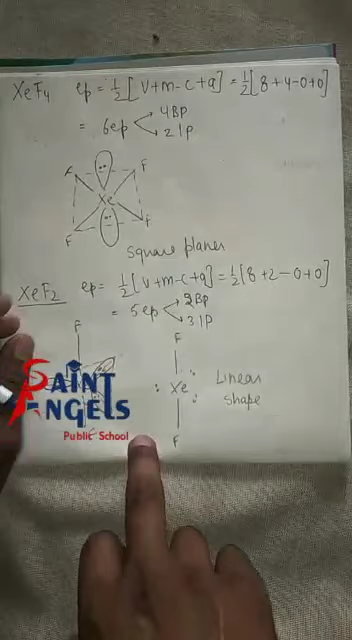 XeF4 ep = 1/2 [V+M-C+a] = 1/2 [8+4-0+0]
= 6ep 4BP
2lP
F F
Xe
F F
Square planer
XeF2 ep = 1/2 [V+M-C+a] = 1/2 [8+2-0+0]
= 5ep 2BP
3lP
F F
: Xe : Linear
Shape
F
SAINT
ANGELS
Public School